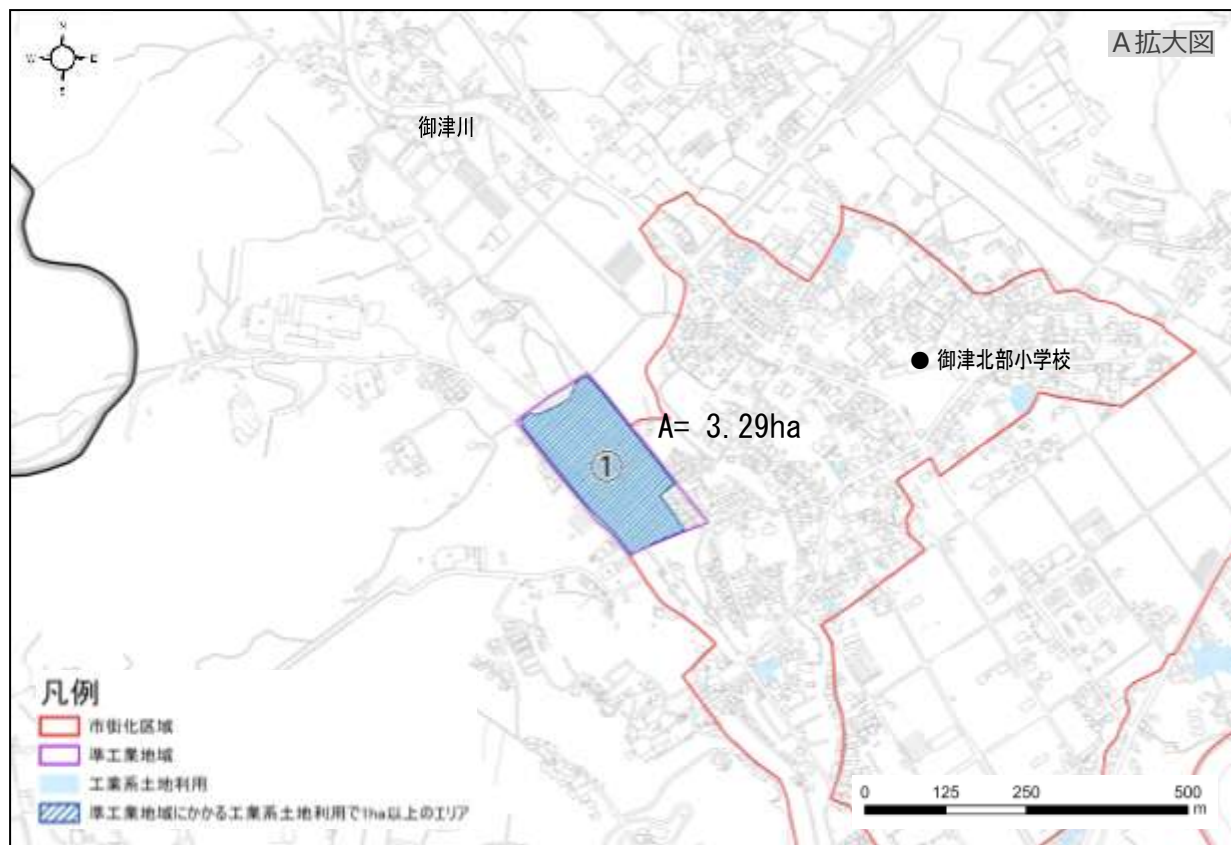 A拡大図
N
W
E
御津川
御津北部小学校
A= 3.29ha
①
凡例
市街化区域
準工業地域
工業系土地利用
準工業地域にかかる工業系土地利用で1ha以上のエリア
0 125 250 500
m